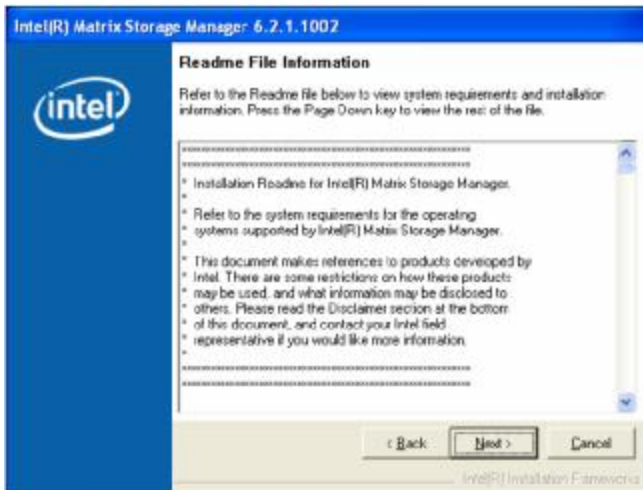 Intel(R) Matrix Storage Manager 6.2.1.1002
intel
Readme File Information
Refer to the Readme file below to view system requirements and installation
information. Press the Page Down key to view the rest of the file.
* Installation Readme for Intel(R) Matrix Storage Manager.
*
* Refer to the system requirements for the operating
* systems supported by Intel(R) Matrix Storage Manager.
*
* This document makes references to products developed by
* Intel. There are some restrictions on how these products
* may be used, and what information may be disclosed to
* others. Please read the Disclaimer section at the bottom
* of this document, and contact your Intel field
* representative if you would like more information.
*
< Back
Next >
Cancel
Intel(R) Installation Frameworks